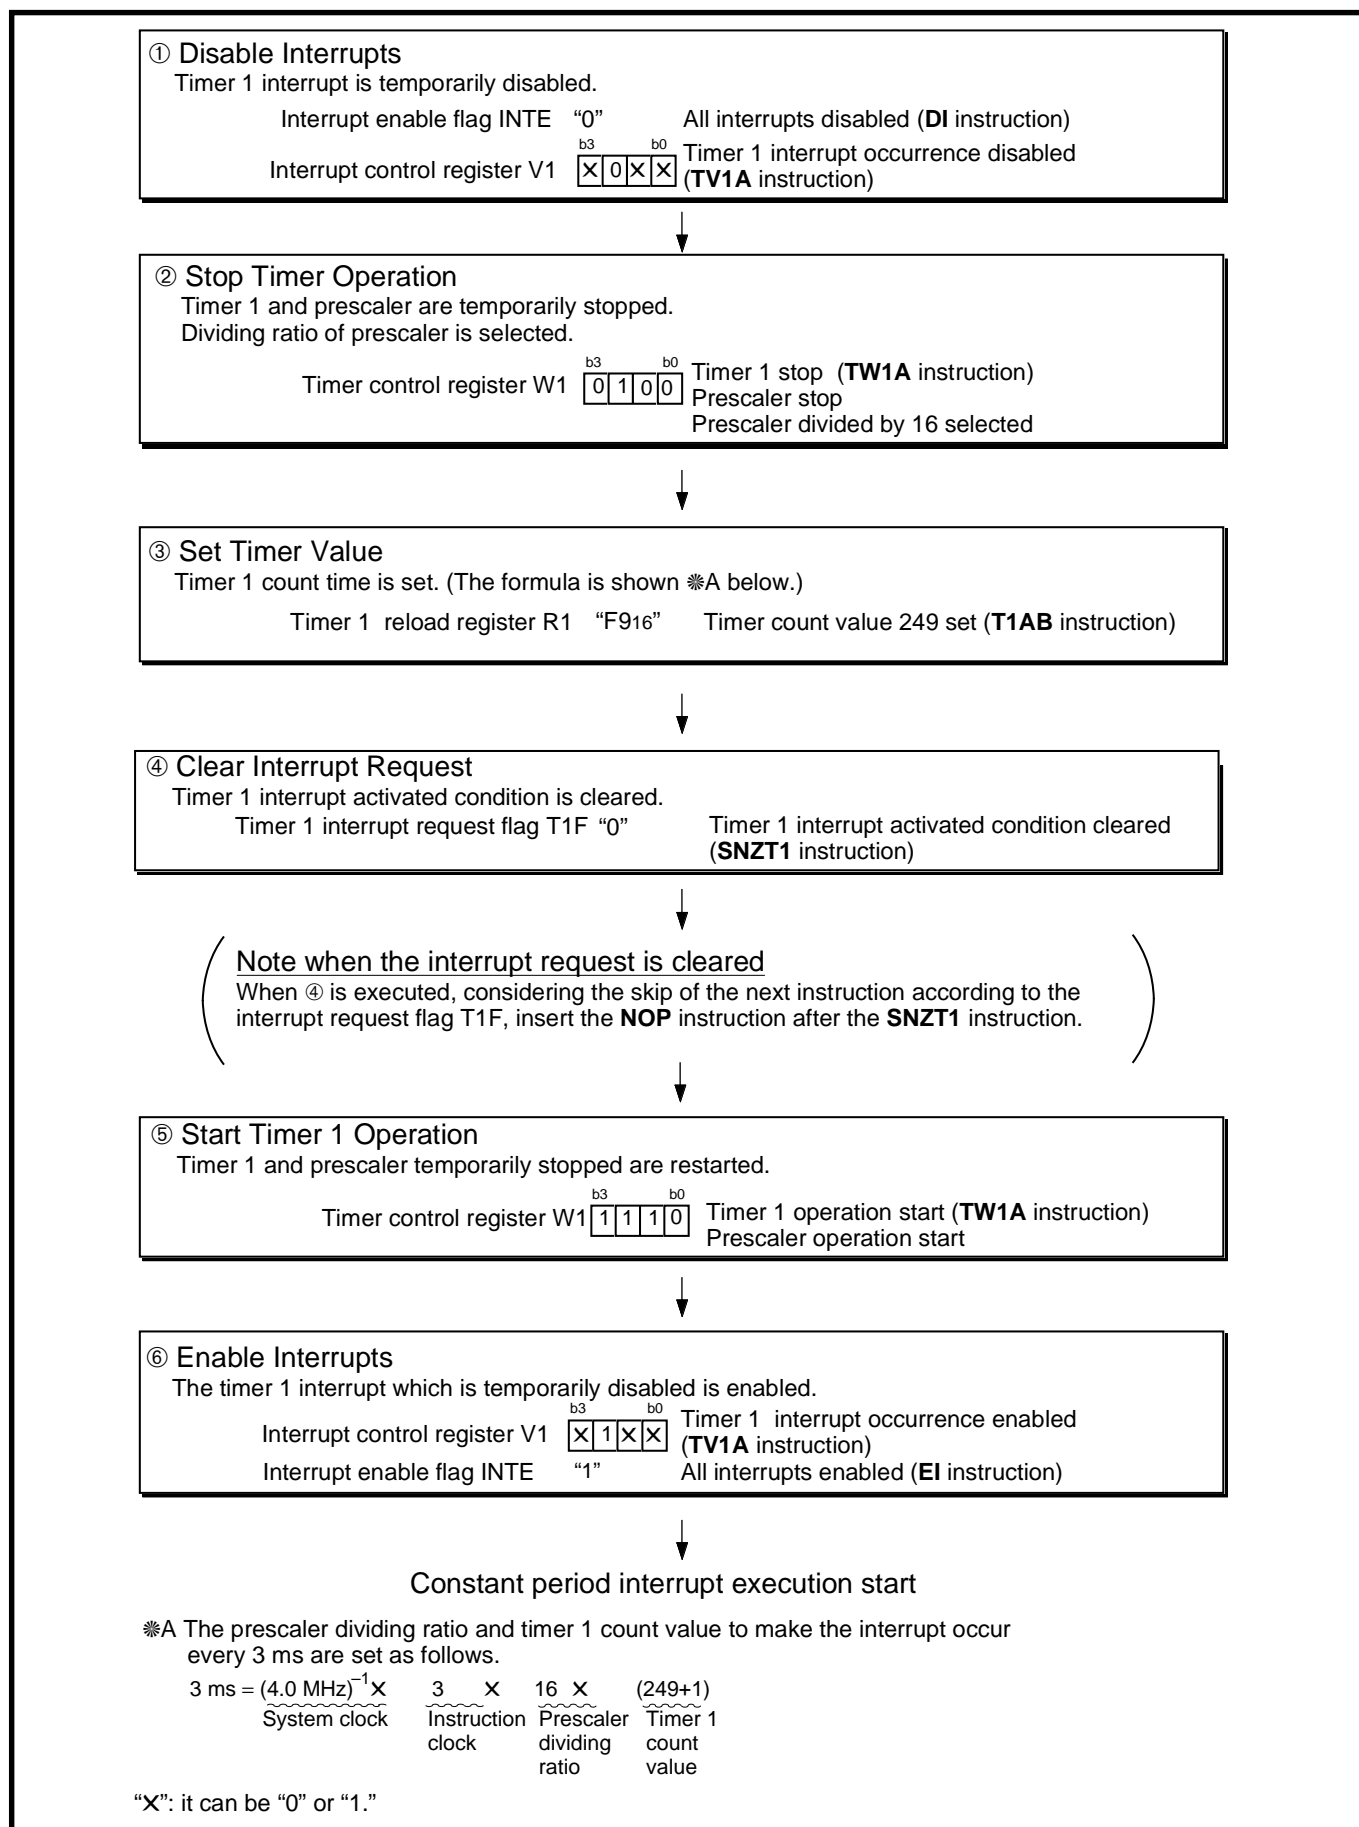 ① Disable Interrupts
Timer 1 interrupt is temporarily disabled.
Interrupt enable flag INTE “0” All interrupts disabled (DI instruction)
b3 b0
Interrupt control register V1 ✕ 0 ✕ ✕ Timer 1 interrupt occurrence disabled
(TV1A instruction)
② Stop Timer Operation
Timer 1 and prescaler are temporarily stopped.
Dividing ratio of prescaler is selected.
b3 b0
Timer control register W1 0 1 0 0 Timer 1 stop (TW1A instruction)
Prescaler stop
Prescaler divided by 16 selected
③ Set Timer Value
Timer 1 count time is set. (The formula is shown ❊A below.)
Timer 1 reload register R1 “F916” Timer count value 249 set (T1AB instruction)
④ Clear Interrupt Request
Timer 1 interrupt activated condition is cleared.
Timer 1 interrupt request flag T1F “0” Timer 1 interrupt activated condition cleared
(SNZT1 instruction)
Note when the interrupt request is cleared
When ④ is executed, considering the skip of the next instruction according to the
interrupt request flag T1F, insert the NOP instruction after the SNZT1 instruction.
⑤ Start Timer 1 Operation
Timer 1 and prescaler temporarily stopped are restarted.
b3 b0
Timer control register W1 1 1 1 0 Timer 1 operation start (TW1A instruction)
Prescaler operation start
⑥ Enable Interrupts
The timer 1 interrupt which is temporarily disabled is enabled.
b3 b0
Interrupt control register V1 ✕ 1 ✕ ✕ Timer 1 interrupt occurrence enabled
(TV1A instruction)
Interrupt enable flag INTE “1” All interrupts enabled (EI instruction)
Constant period interrupt execution start
❊A The prescaler dividing ratio and timer 1 count value to make the interrupt occur
every 3 ms are set as follows.
3 ms = (4.0 MHz)–1 ✕ 3 ✕ 16 ✕ (249+1)
System clock Instruction Prescaler Timer 1
clock dividing count
ratio value
“✕”: it can be “0” or “1.”